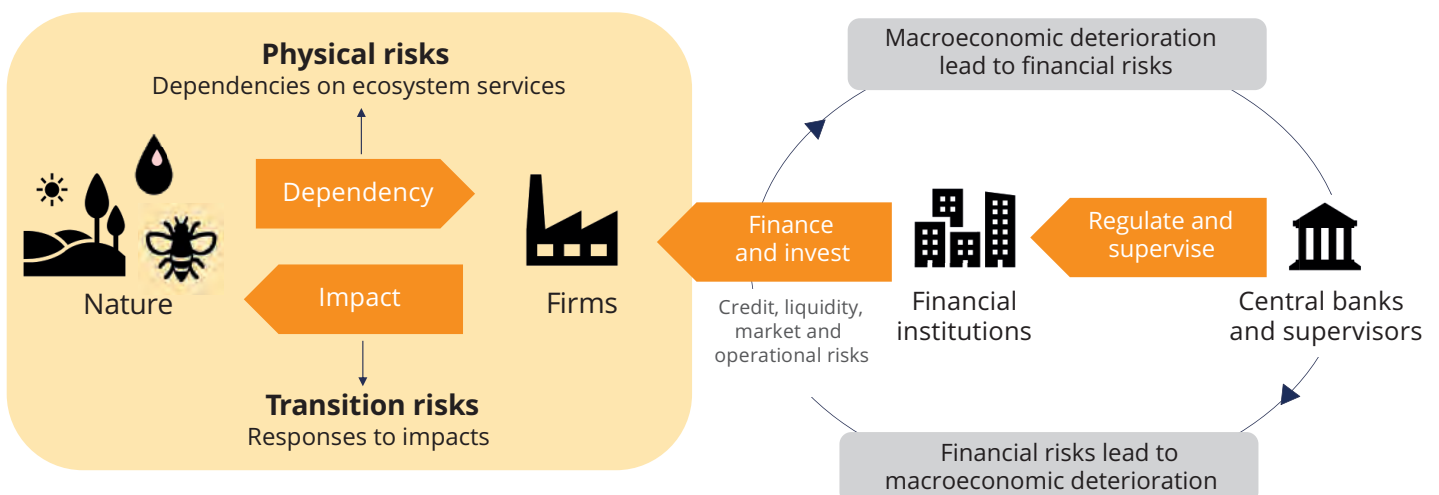 Physical risks
Dependencies on ecosystem services
Dependency
Nature
Impact
Firms
Transition risks
Responses to impacts
Macroeconomic deterioration
lead to financial risks
Finance
and invest
Credit, liquidity,
market and
operational risks
Financial
institutions
Regulate and
supervise
Central banks
and supervisors
Financial risks lead to
macroeconomic deterioration